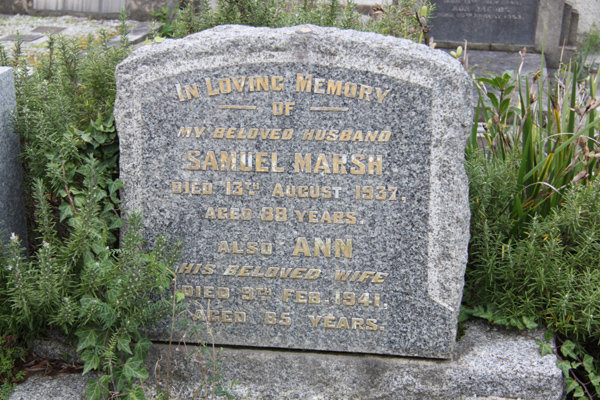 IN LOVING MEMORY
OF
MY BELOVED HUSBAND
SAMUEL MARSH
DIED 13TH AUGUST 1937,
AGED 88 YEARS.
ALSO ANN
HIS BELOVED WIFE
DIED 9TH FEB. 1941.
AGED 85 YEARS.